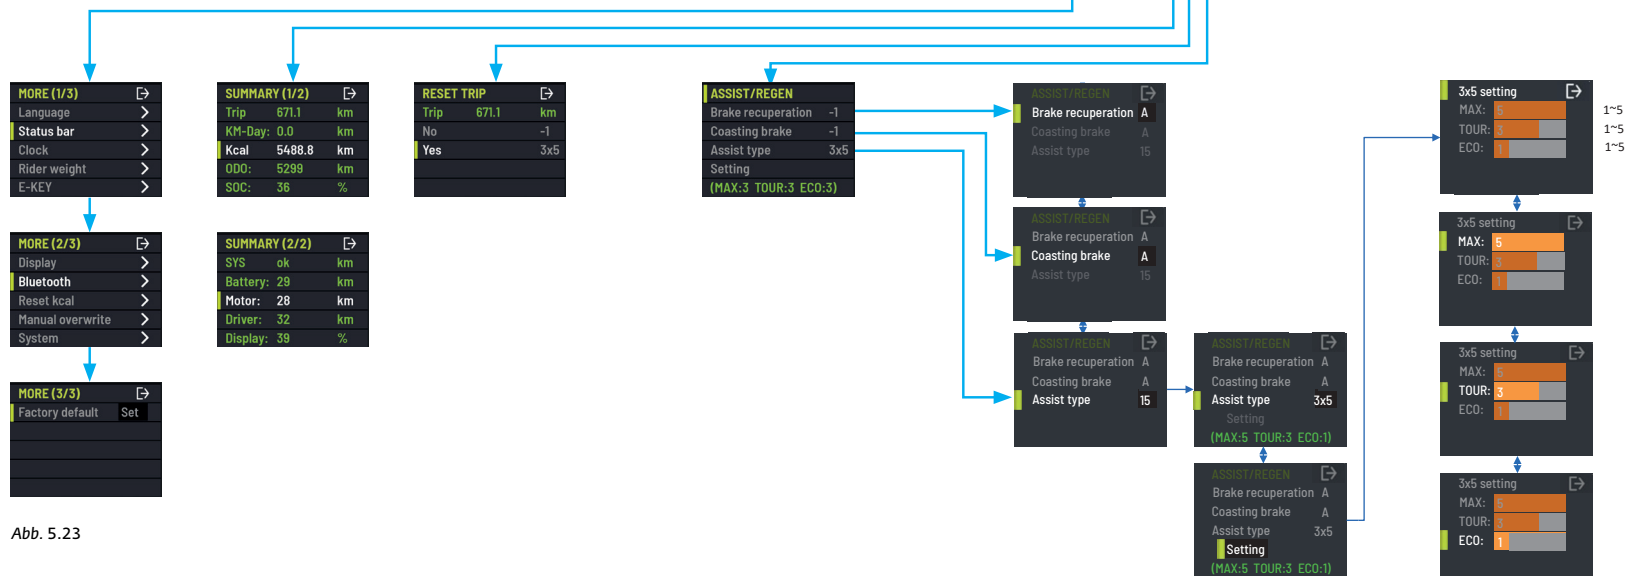 MORE (1/3)
Language
Status bar
Clock
Rider weight
E-KEY
MORE (2/3)
Display
Bluetooth
Reset kcal
Manual overwrite
System
MORE (3/3)
Factory default Set
Abb. 5.23
SUMMARY (1/2)
Trip 671.1 km
KM-Day: 0.0 km
Kcal 5488.8 km
ODO: 5299 km
SOC: 36 %
SUMMARY (2/2)
SYS ok km
Battery: 29 km
Motor: 28 km
Driver: 32 km
Display: 39 %
RESET TRIP
Trip 671.1 km
No -1
Yes 3x5
ASSIST/REGEN
Brake recuperation -1
Coasting brake -1
Assist type 3x5
Setting
(MAX:3 TOUR:3 ECO:3)
ASSIST/REGEN
Brake recuperation A
Coasting brake A
Assist type 15
ASSIST/REGEN
Brake recuperation A
Coasting brake A
Assist type 15
ASSIST/REGEN
Brake recuperation A
Coasting brake A
Assist type 15
ASSIST/REGEN
Brake recuperation A
Coasting brake A
Assist type 3x5
Setting
(MAX:5 TOUR:3 ECO:1)
ASSIST/REGEN
Brake recuperation A
Coasting brake A
Assist type 3x5
Setting
(MAX:5 TOUR:3 ECO:1)
3x5 setting
MAX: 5 1~5
TOUR: 3 1~5
ECO: 1 1~5
3x5 setting
MAX: 5
TOUR: 3
ECO: 1
3x5 setting
MAX: 5
TOUR: 3
ECO: 1
3x5 setting
MAX: 5
TOUR: 3
ECO: 1